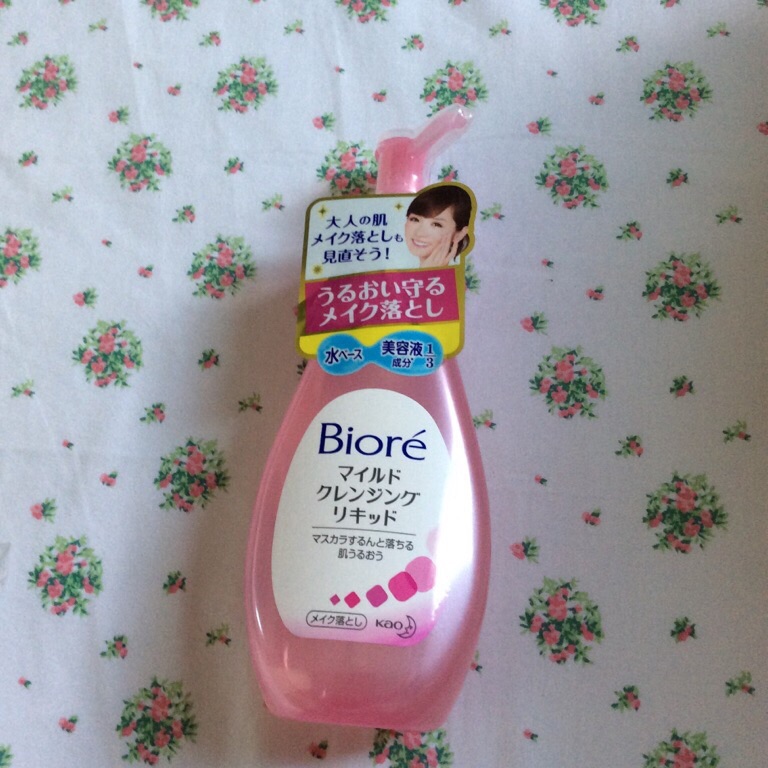 大人の肌
メイク落としも
見直そう!
うるおい守る
メイク落とし
水ベース
美容液 1/3
成分
Bioré
マイルド
クレンジング
リキッド
マスカラするんと落ちる
肌うるおう
メイク落とし
Kao